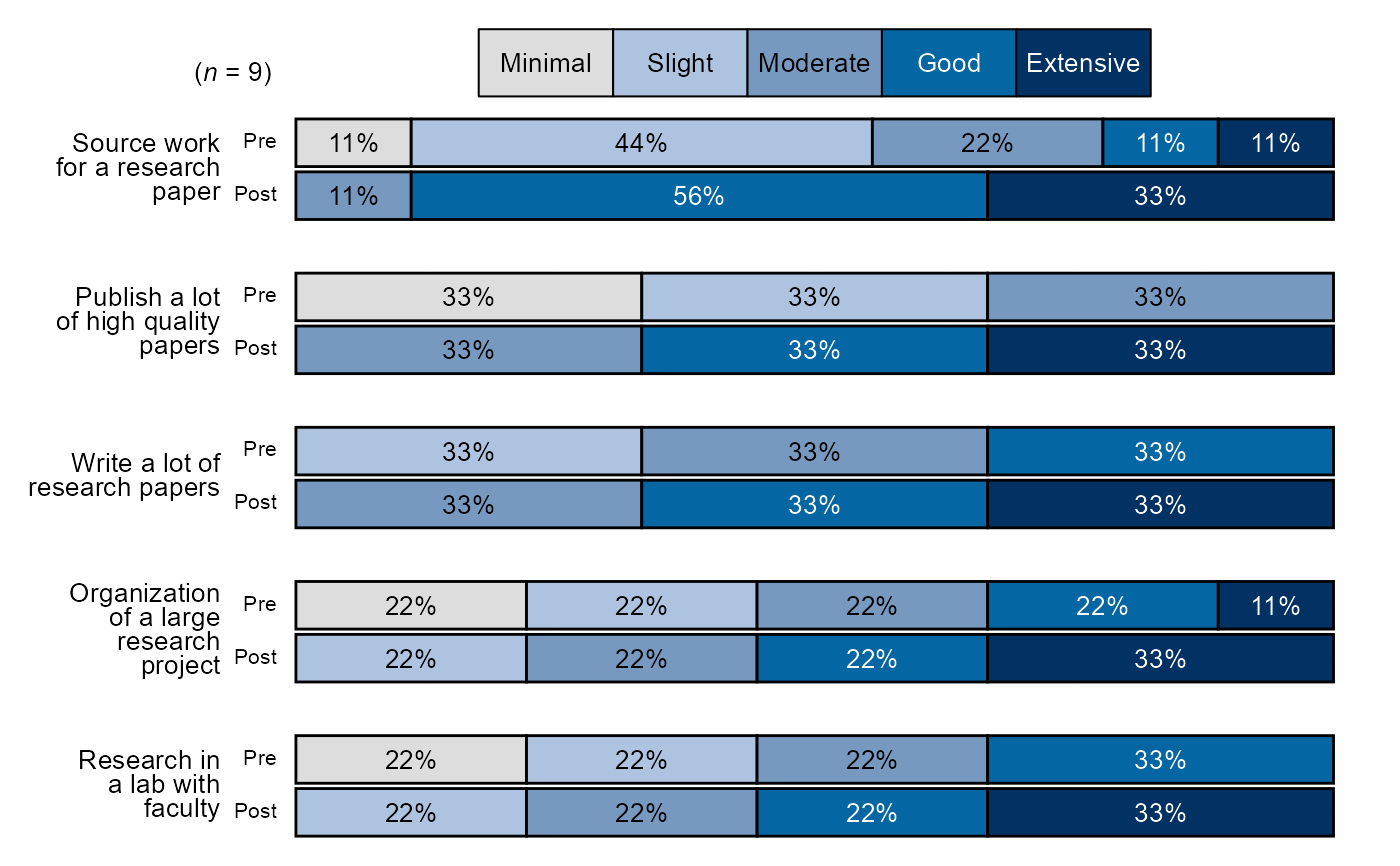 (n = 9)
Minimal Slight Moderate Good Extensive
Source work
for a research
paper
Pre 11% 44% 22% 11% 11%
Post 11% 56% 33%
Publish a lot
of high quality
papers
Pre 33% 33% 33%
Post 33% 33% 33%
Write a lot of
research papers
Pre 33% 33% 33%
Post 33% 33% 33%
Organization
of a large
research
project
Pre 22% 22% 22% 22% 11%
Post 22% 22% 22% 33%
Research in
a lab with
faculty
Pre 22% 22% 22% 33%
Post 22% 22% 22% 33%